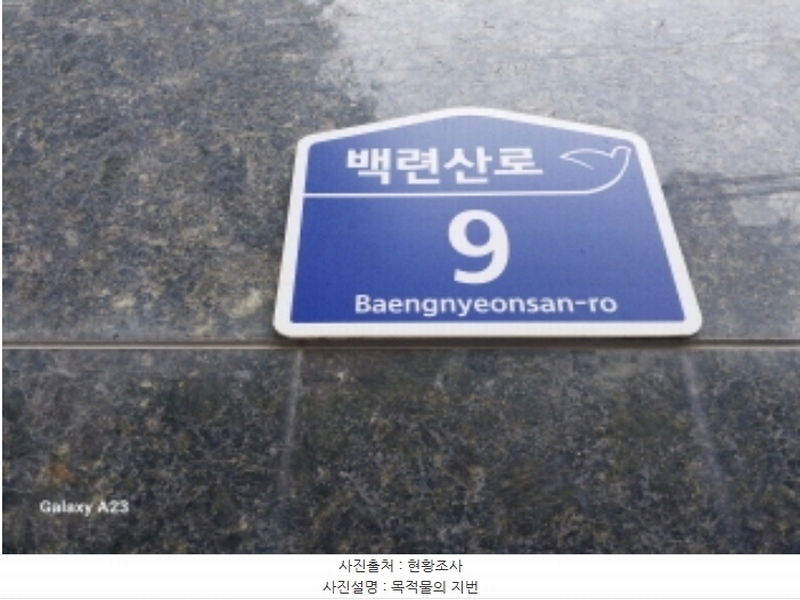 백련산로
9
Baengnyeonsan-ro
Galaxy A23
사진출처 : 현황조사
사진설명 : 목적물의 지번